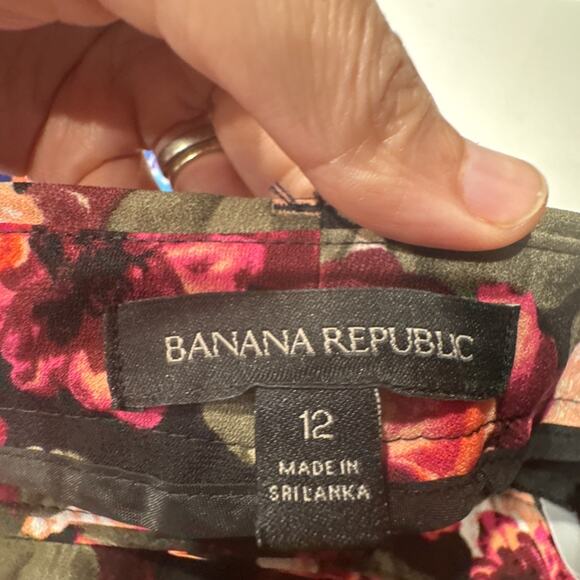 BANANA REPUBLIC
12
MADE IN
SRI LANKA